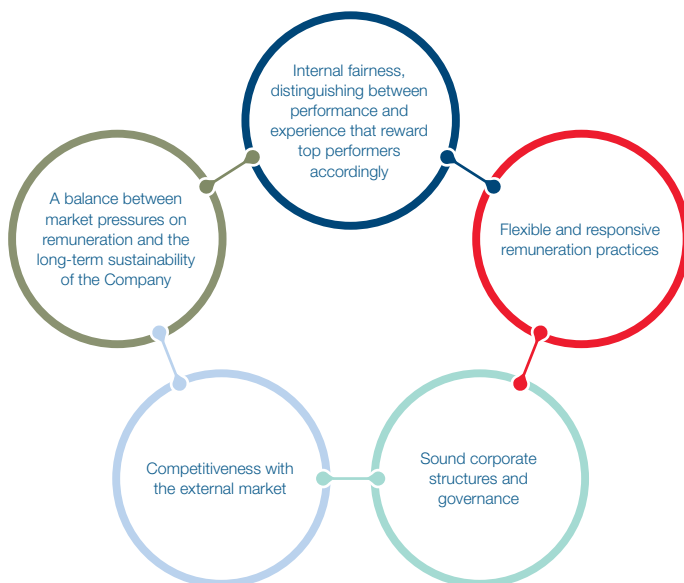 Internal fairness,
distinguishing between
performance and
experience that reward
top performers
accordingly
A balance between
market pressures on
remuneration and the
long-term sustainability
of the Company
Flexible and responsive
remuneration practices
Competitiveness with
the external market
Sound corporate
structures and
governance